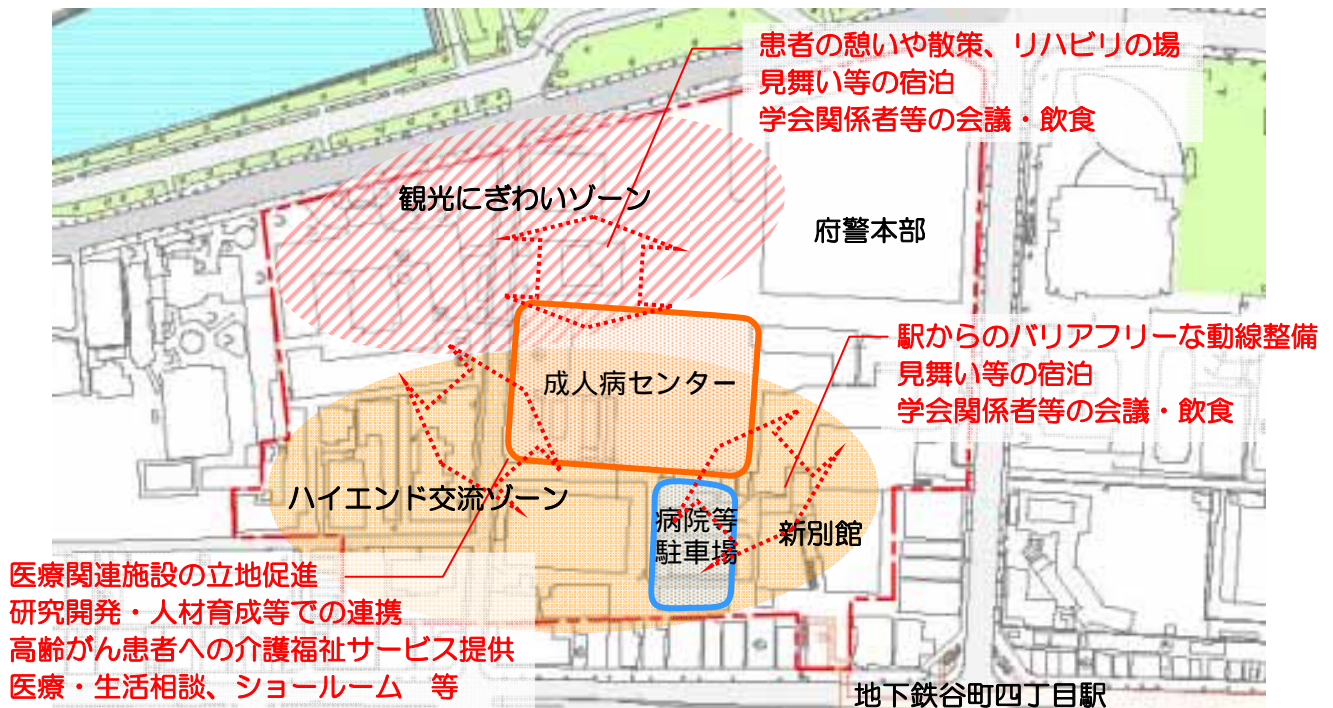 患者の憩いや散策、リハビリの場
見舞い等の宿泊
学会関係者等の会議・飲食
観光にぎわいゾーン
府警本部
駅からのバリアフリーな動線整備
見舞い等の宿泊
学会関係者等の会議・飲食
成人病センター
ハイエンド交流ゾーン
病院等
駐車場
新別館
医療関連施設の立地促進
研究開発・人材育成等での連携
高齢がん患者への介護福祉サービス提供
医療・生活相談、ショールーム　等
地下鉄谷町四丁目駅